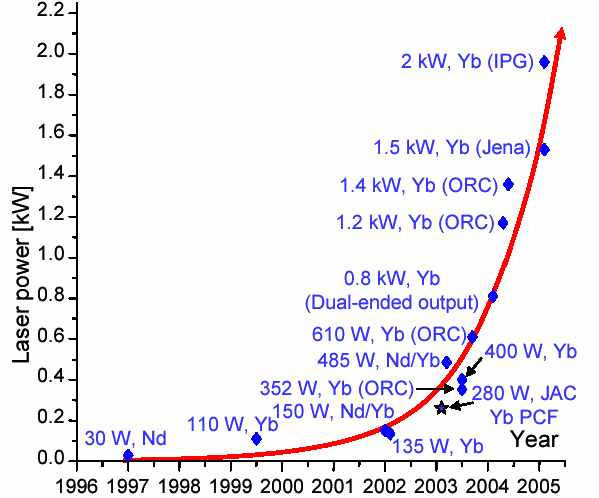 2.2
2.0
1.8
1.6
1.4
1.2
1.0
0.8
0.6
0.4
0.2
0.0
Laser power [kW]
2 kW, Yb (IPG)
1.5 kW, Yb (Jena)
1.4 kW, Yb (ORC)
1.2 kW, Yb (ORC)
0.8 kW, Yb
(Dual-ended output)
610 W, Yb (ORC)
485 W, Nd/Yb
400 W, Yb
352 W, Yb (ORC)
280 W, JAC
Yb PCF
150 W, Nd/Yb
110 W, Yb
135 W, Yb
30 W, Nd
Year
1996 1997 1998 1999 2000 2001 2002 2003 2004 2005